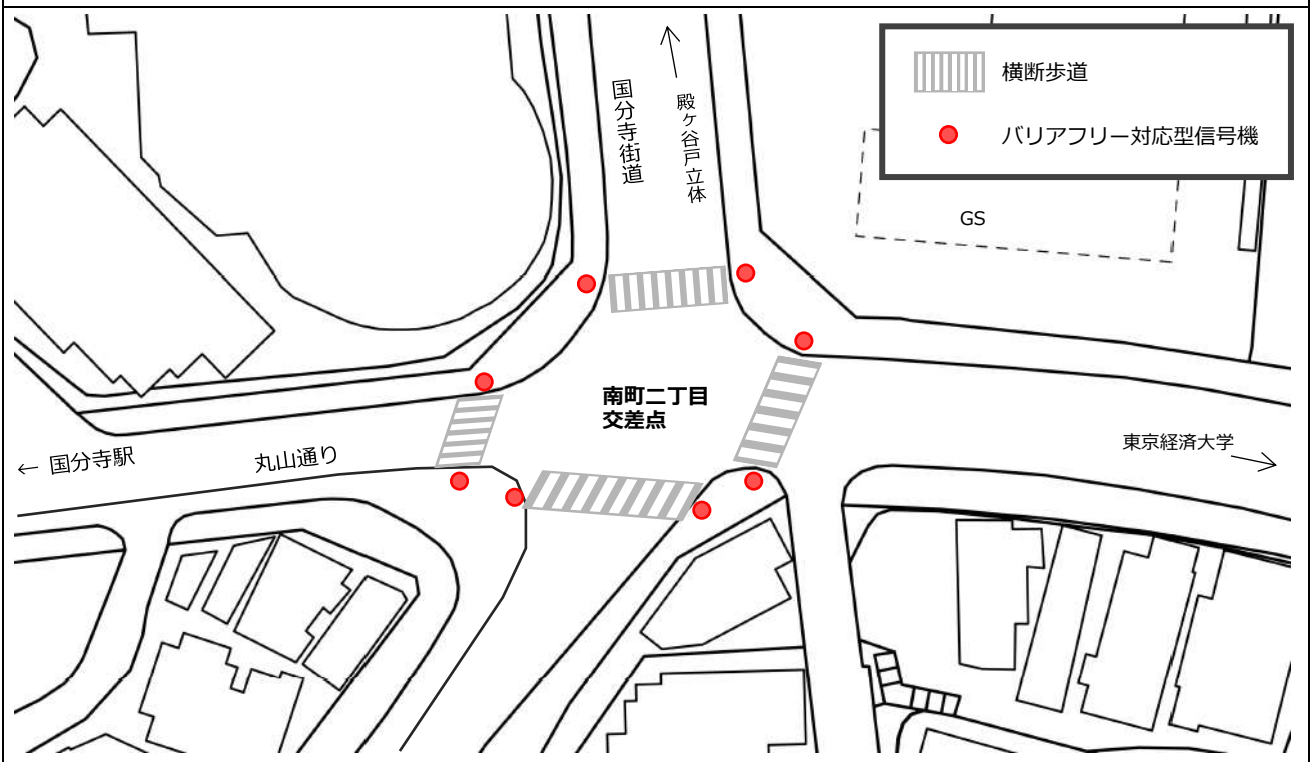 横断歩道
バリアフリー対応型信号機
国分寺街道
殿ヶ谷戸立体
GS
南町二丁目
交差点
東京経済大学
← 国分寺駅
丸山通り